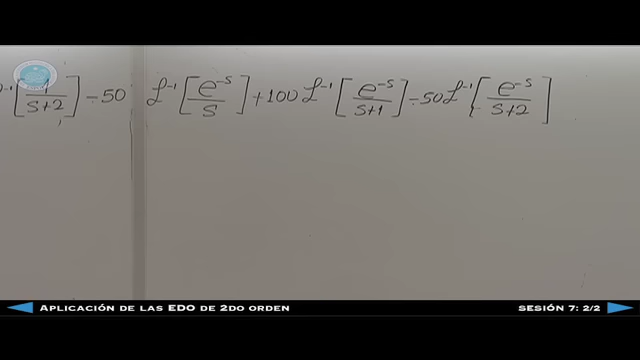 ⁻¹[1/(s+2)] - 50 ℒ⁻¹[e⁻ˢ/s] + 100 ℒ⁻¹[e⁻ˢ/(s+1)] - 50 ℒ⁻¹[e⁻ˢ/(s+2)]
Aplicación de las EDO de 2do orden
Sesión 7: 2/2